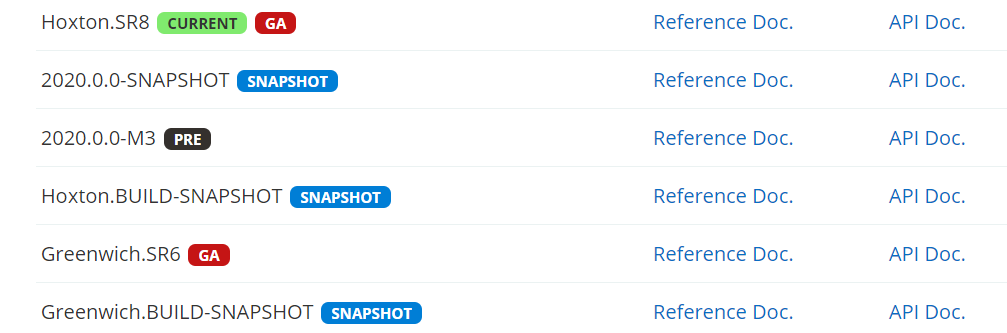 Hoxton.SR8 CURRENT GA Reference Doc. API Doc.
2020.0.0-SNAPSHOT SNAPSHOT Reference Doc. API Doc.
2020.0.0-M3 PRE Reference Doc. API Doc.
Hoxton.BUILD-SNAPSHOT SNAPSHOT Reference Doc. API Doc.
Greenwich.SR6 GA Reference Doc. API Doc.
Greenwich.BUILD-SNAPSHOT SNAPSHOT Reference Doc. API Doc.